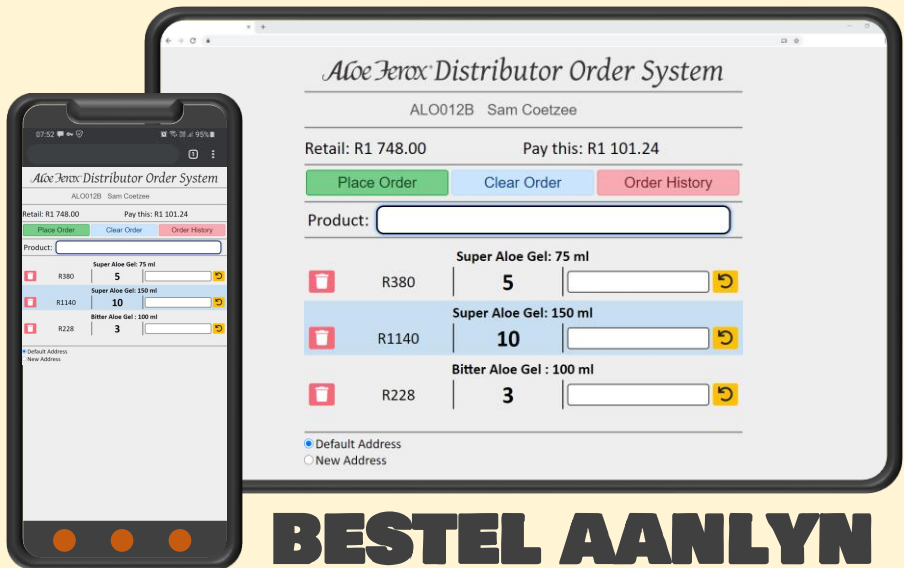 Aloe Ferox Distributor Order System
ALO012B Sam Coetzee
Retail: R1 748.00 Pay this: R1 101.24
Place Order Clear Order Order History
Product:
Super Aloe Gel: 75 ml
R380 5
Super Aloe Gel: 150 ml
R1140 10
Bitter Aloe Gel : 100 ml
R228 3
Default Address
New Address
07:52 95%
1
Aloe Ferox Distributor Order System
ALO012B Sam Coetzee
Retail: R1 748.00 Pay this: R1 101.24
Place Order Clear Order Order History
Product:
Super Aloe Gel: 75 ml
R380 5
Super Aloe Gel: 150 ml
R1140 10
Bitter Aloe Gel : 100 ml
R228 3
Default Address
New Address
BESTEL AANLYN